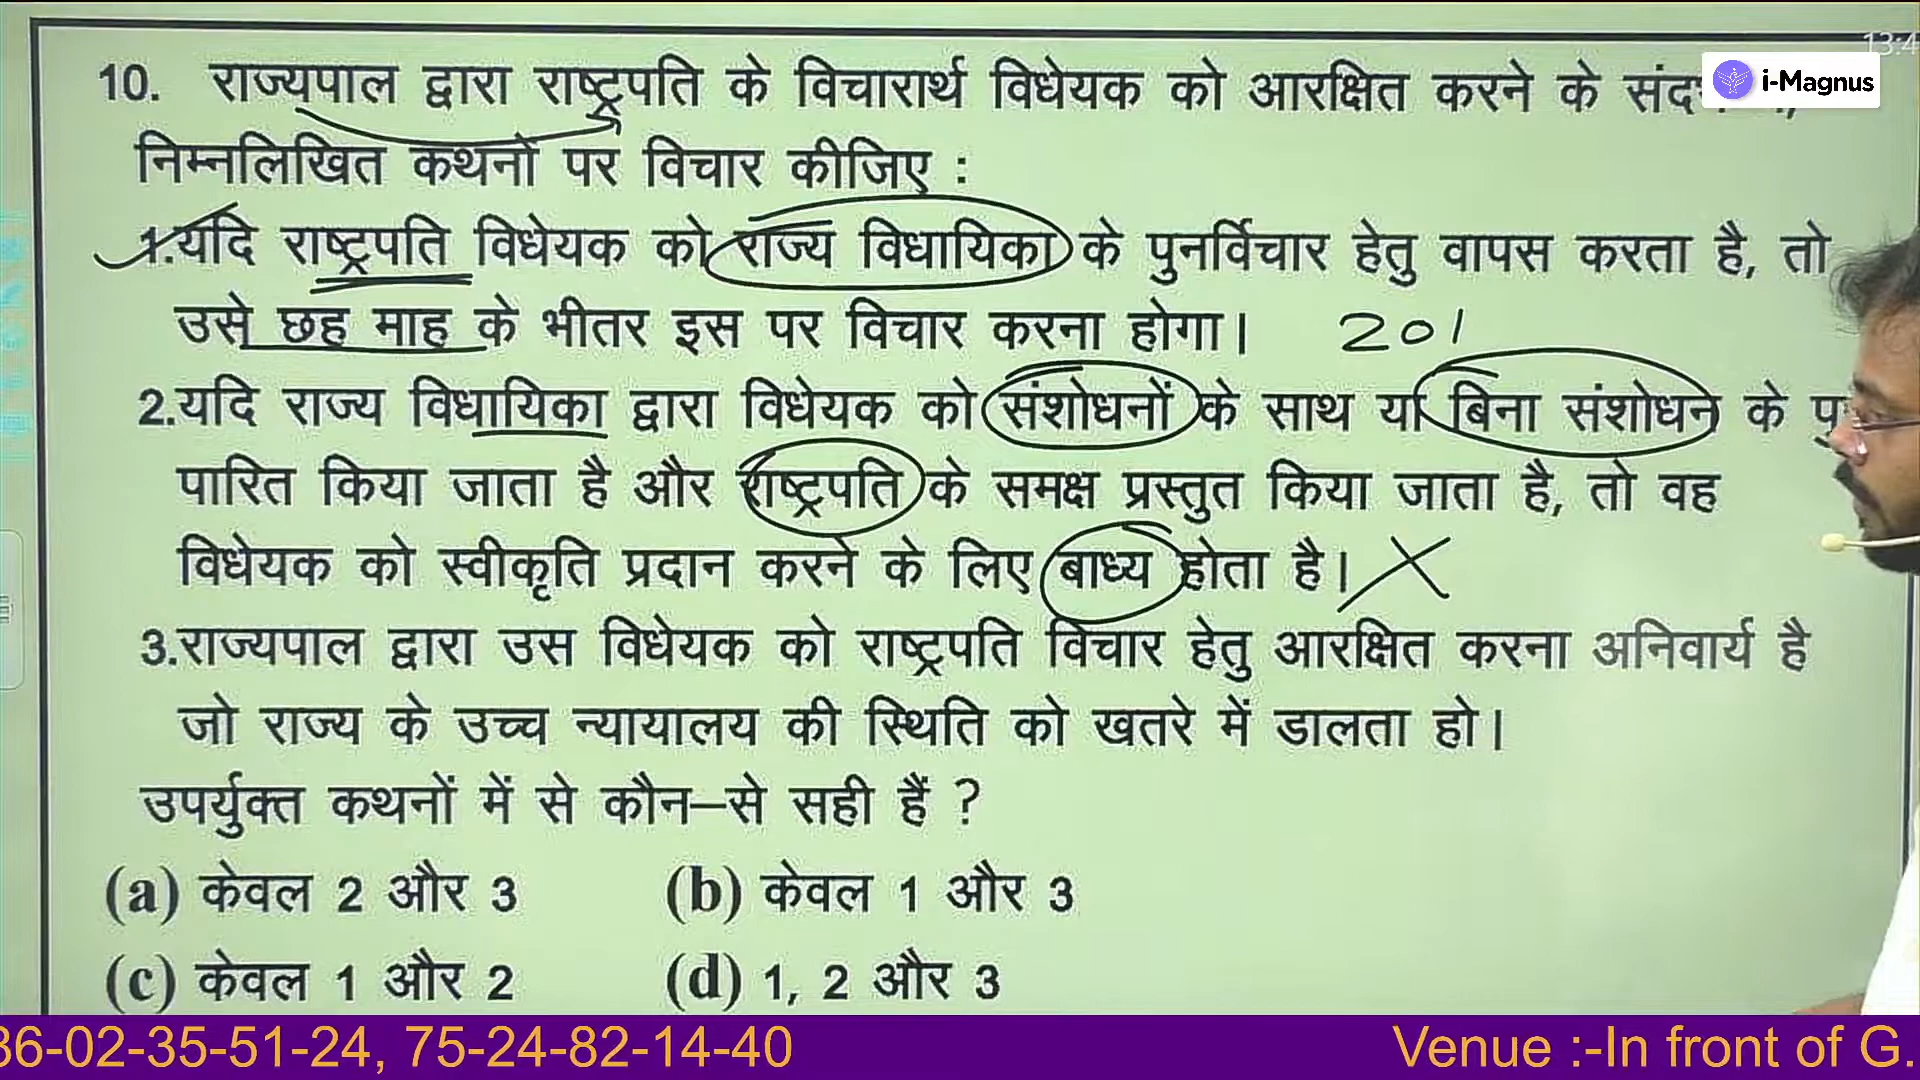 13:4
i-Magnus
10. राज्यपाल द्वारा राष्ट्रपति के विचारार्थ विधेयक को आरक्षित करने के
निम्नलिखित कथनों पर विचार कीजिए :
1.यदि राष्ट्रपति विधेयक को राज्य विधायिका के पुनर्विचार हेतु वापस करता है, तो
उसे छह माह के भीतर इस पर विचार करना होगा। 201
2.यदि राज्य विधायिका द्वारा विधेयक को संशोधनों के साथ या बिना संशोधन के
पारित किया जाता है और राष्ट्रपति के समक्ष प्रस्तुत किया जाता है, तो वह
विधेयक को स्वीकृति प्रदान करने के लिए बाध्य होता है।
3.राज्यपाल द्वारा उस विधेयक को राष्ट्रपति विचार हेतु आरक्षित करना अनिवार्य है
जो राज्य के उच्च न्यायालय की स्थिति को खतरे में डालता हो।
उपर्युक्त कथनों में से कौन–से सही हैं ?
(a) केवल 2 और 3 (b) केवल 1 और 3
(c) केवल 1 और 2 (d) 1, 2 और 3
36-02-35-51-24, 75-24-82-14-40 Venue :-In front of G.